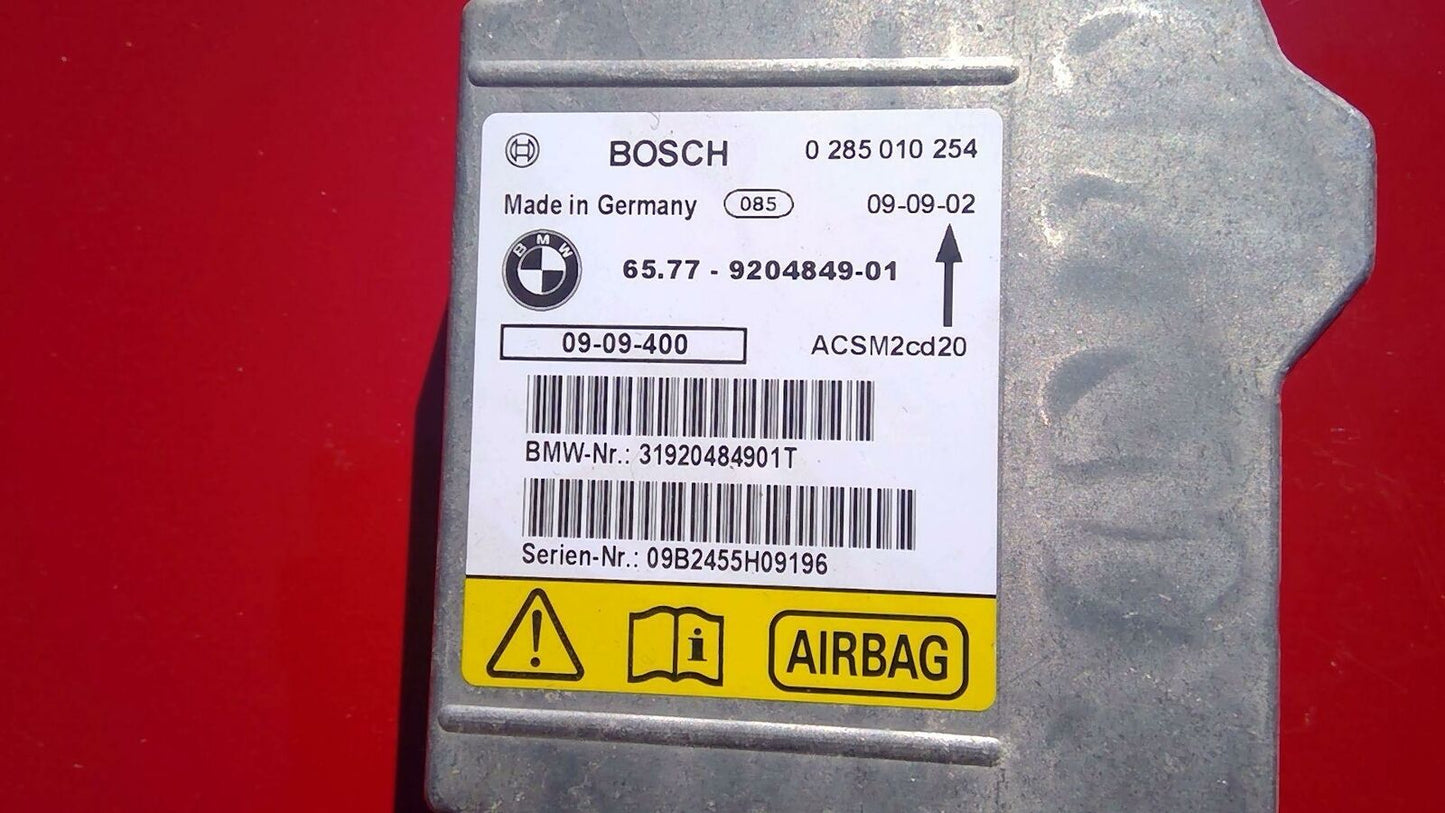 BOSCH 0 285 010 254
Made in Germany 085 09-09-02
BMW 65.77 - 9204849-01
09-09-400 ACSM2cd20
BMW-Nr.: 31920484901T
Serien-Nr.: 09B2455H09196
AIRBAG